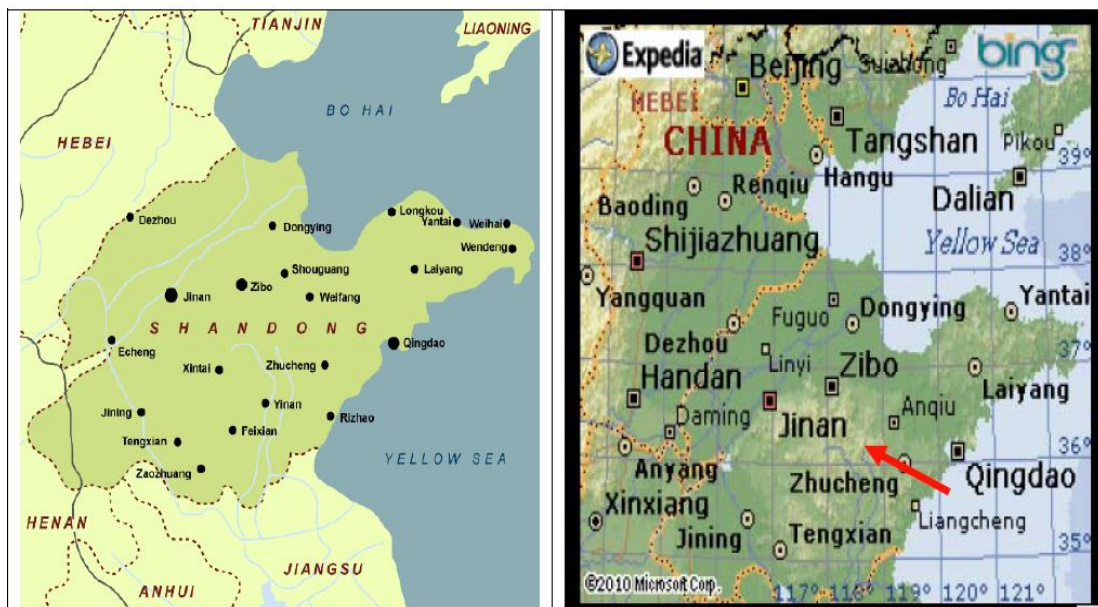 TIANJIN
LIAONING
BO HAI
HEBEI
Dezhou
Longkou
Yantai
Weihai
Dongying
Wendeng
Shouguang
Laiyang
Zibo
Jinan
Weifang
SHANDONG
Qingdao
Echeng
Zhucheng
Xintai
Yinan
Jining
Rizhao
Feixian
Tengxian
Zaozhuang
YELLOW SEA
HENAN
JIANGSU
ANHUI
Expedia
bing
Beijing
HEBEI
Bo Hai
CHINA
Tangshan
Pikou
39°
Renqiu
Hangu
Dalian
Baoding
Shijiazhuang
Yellow Sea
38°
Yangquan
Fuguo
Dongying
Yantai
Dezhou
Linyi
Zibo
37°
Handan
Laiyang
Daming
Jinan
Anqiu
36°
Anyang
Zhucheng
Qingdao
Xinxiang
Liangcheng
Jining
Tengxian
35°
©2010 Microsoft Corp.
117° 118° 119° 120° 121°